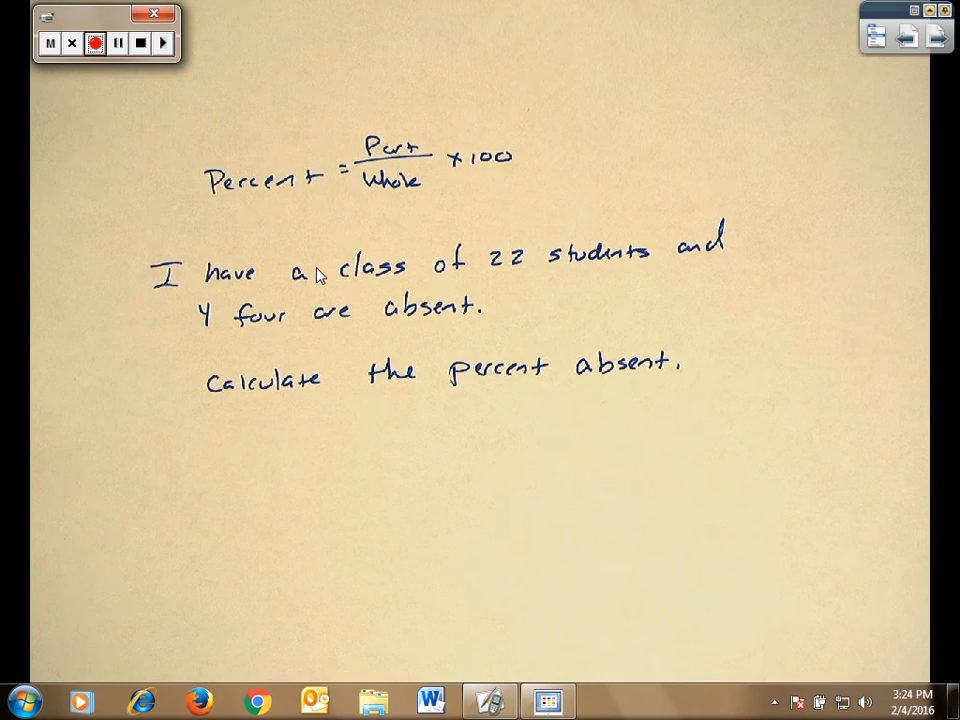 M
Percent = Part / Whole × 100
I have a class of 22 students and
4 four are absent.
Calculate the percent absent.
3:24 PM
2/4/2016